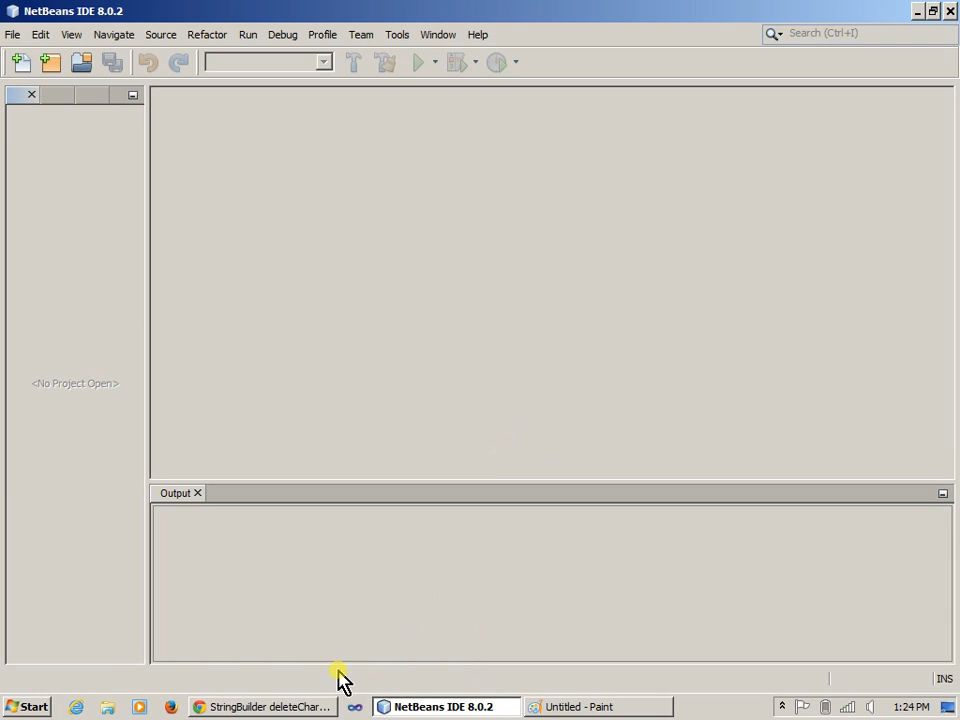 NetBeans IDE 8.0.2
File Edit View Navigate Source Refactor Run Debug Profile Team Tools Window Help
Search (Ctrl+I)
<No Project Open>
Output
INS
Start
StringBuilder deleteChar...
NetBeans IDE 8.0.2
Untitled - Paint
1:24 PM